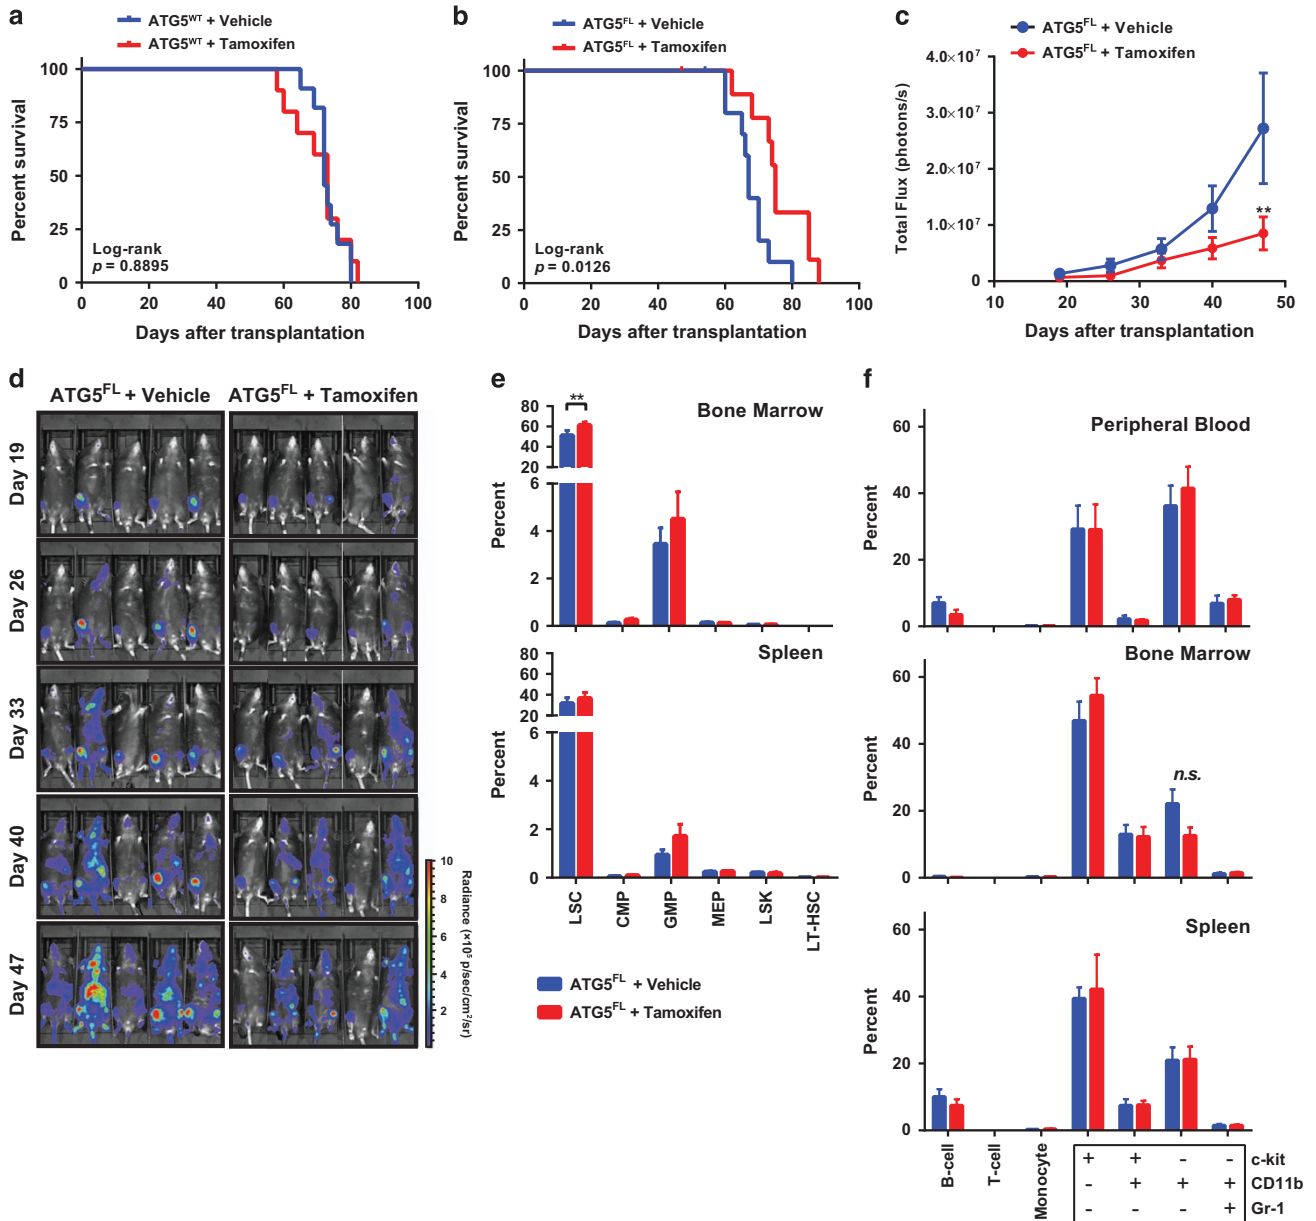 a
ATG5WT + Vehicle
ATG5WT + Tamoxifen
Percent survival
100
75
50
25
0
Log-rank
p = 0.8895
0 20 40 60 80 100
Days after transplantation
b
ATG5FL + Vehicle
ATG5FL + Tamoxifen
Percent survival
100
75
50
25
0
Log-rank
p = 0.0126
0 20 40 60 80 100
Days after transplantation
c
ATG5FL + Vehicle
ATG5FL + Tamoxifen
Total Flux (photons/s)
4.0×10⁷
3.0×10⁷
2.0×10⁷
1.0×10⁷
0
**
10 20 30 40 50
Days after transplantation
d
ATG5FL + Vehicle ATG5FL + Tamoxifen
Day 19
Day 26
Day 33
Day 40
Day 47
10
8
6
4
2
Radiance (×10⁵ p/sec/cm²/sr)
e
Bone Marrow
**
Percent
80
60
40
20
6
4
2
0
Spleen
Percent
80
60
40
20
6
4
2
0
LSC CMP GMP MEP LSK LT-HSC
ATG5FL + Vehicle
ATG5FL + Tamoxifen
f
Peripheral Blood
Percent
60
40
20
0
Bone Marrow
Percent
60
40
20
0
n.s.
Spleen
Percent
60
40
20
0
B-cell T-cell Monocyte
+ + - - c-kit
- + + + CD11b
- - - + Gr-1